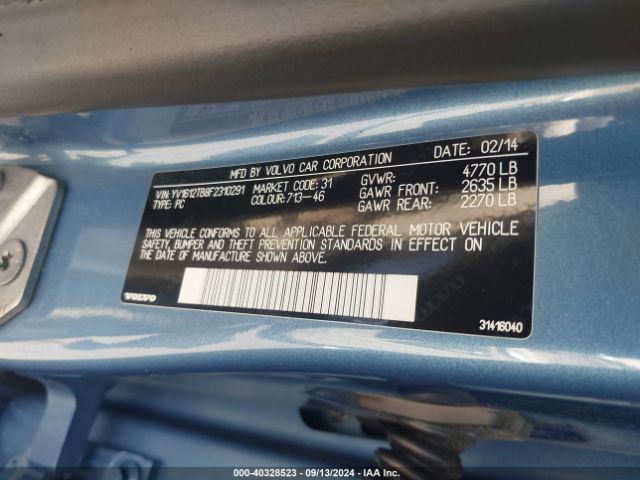 MFD BY VOLVO CAR CORPORATION DATE: 02/14
VIN: YV1612TB8F2310291 MARKET CODE: 31 GVWR: 4770 LB
TYPE: PC COLOUR: 713-46 GAWR FRONT: 2635 LB
GAWR REAR: 2270 LB
THIS VEHICLE CONFORMS TO ALL APPLICABLE FEDERAL MOTOR VEHICLE
SAFETY, BUMPER AND THEFT PREVENTION STANDARDS IN EFFECT ON
THE DATE OF MANUFACTURE SHOWN ABOVE.
VOLVO
31416040
© - 40328523 - 09/13/2024 - IAA Inc.